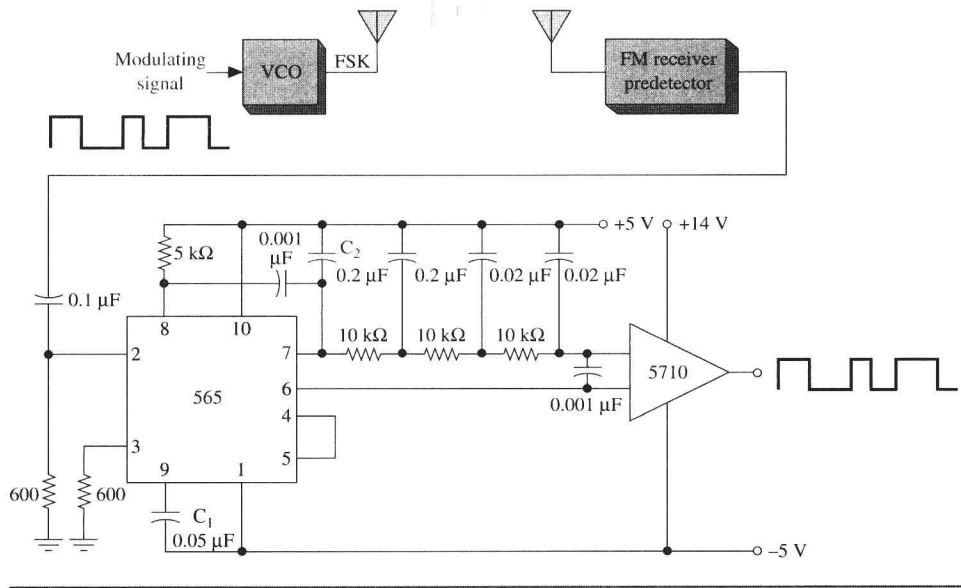 Modulating
signal
VCO
FSK
FM receiver
predetector
+5 V
+14 V
5 kΩ
0.001
µF
C2
0.2 µF
0.2 µF
0.02 µF
0.02 µF
0.1 µF
8
10
10 kΩ
10 kΩ
10 kΩ
2
7
565
6
5710
4
0.001 µF
3
5
9
1
600
600
C1
0.05 µF
–5 V